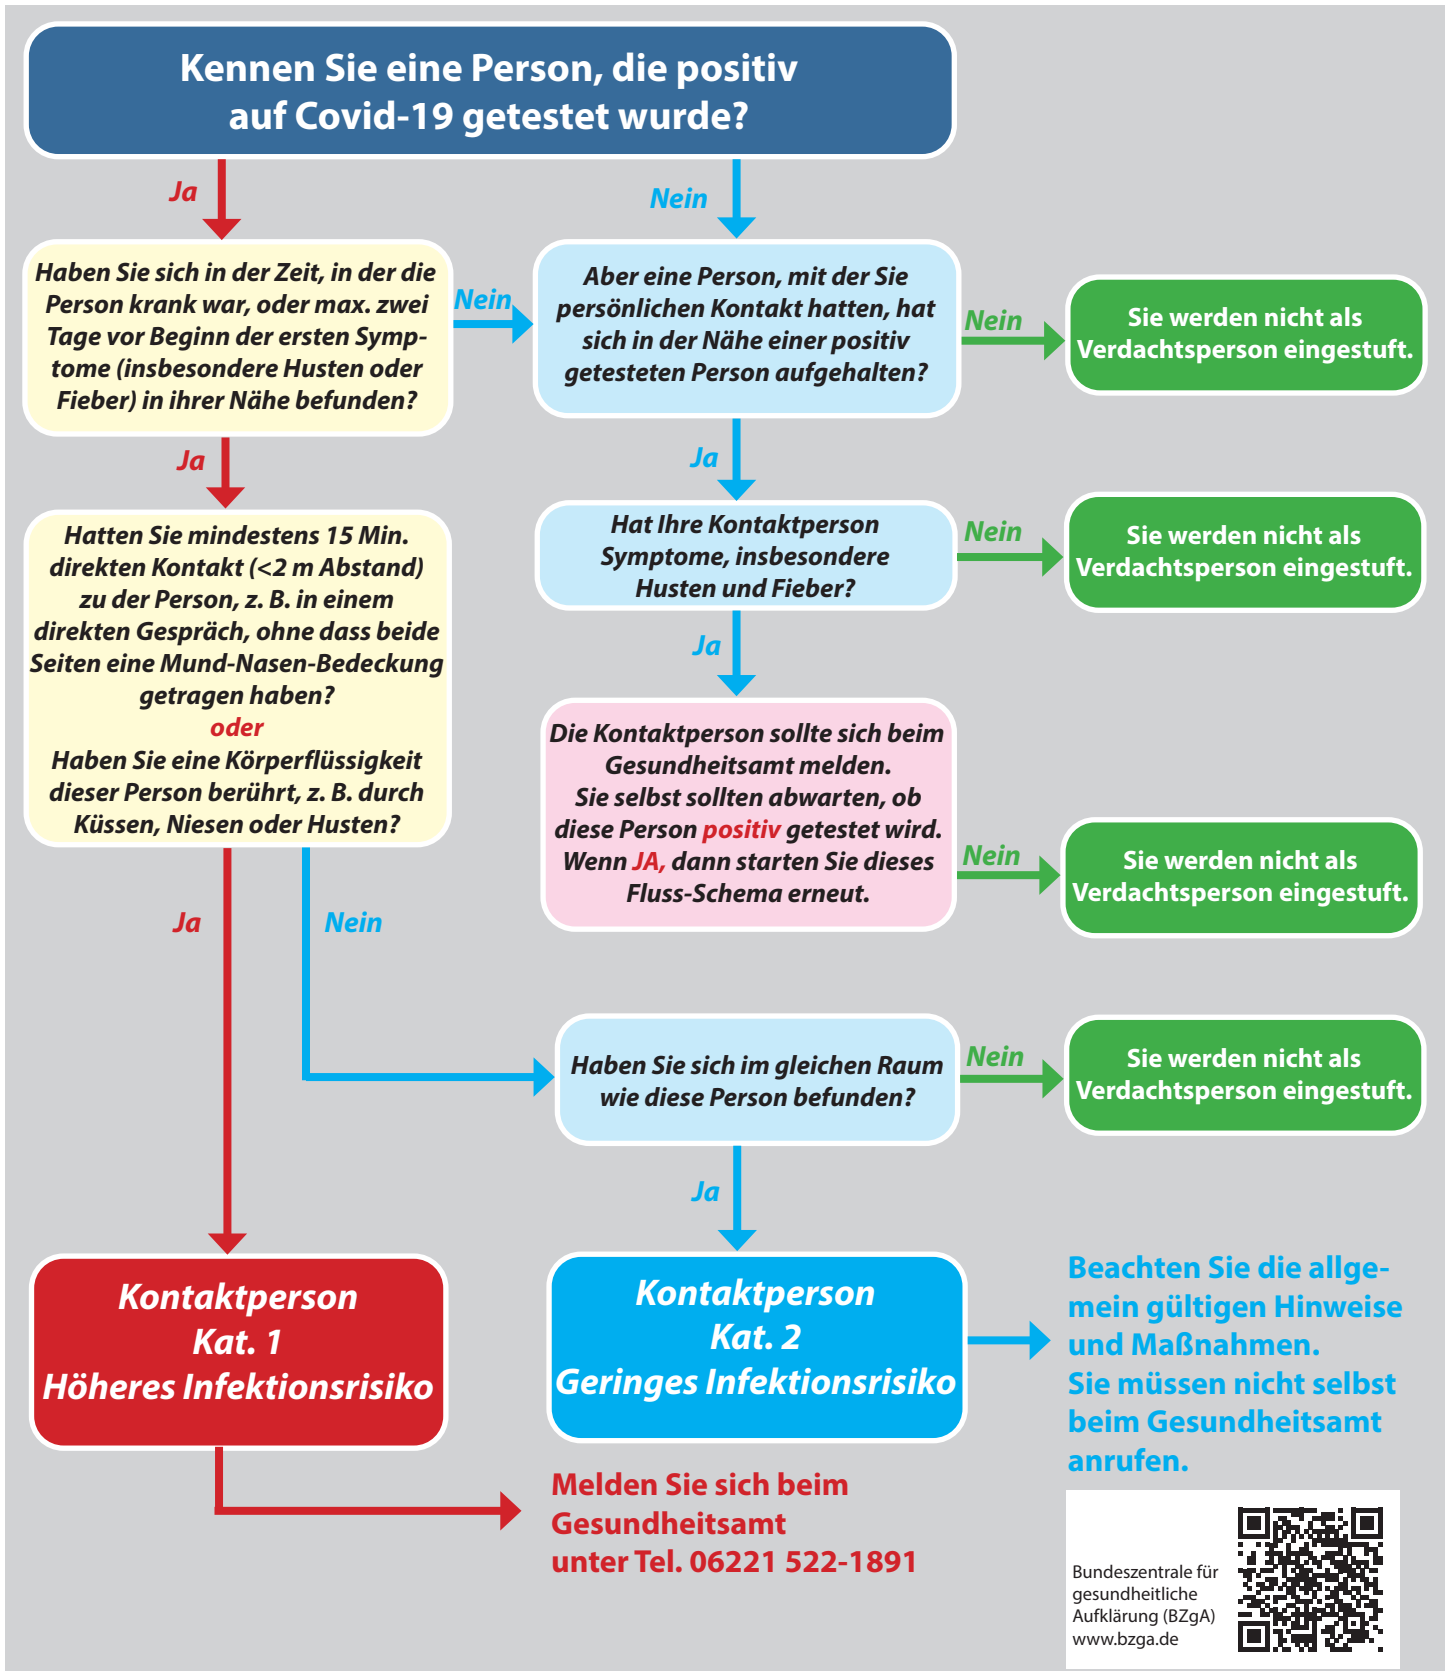 Kennen Sie eine Person, die positiv
auf Covid-19 getestet wurde?
Ja
Nein
Haben Sie sich in der Zeit, in der die
Person krank war, oder max. zwei
Tage vor Beginn der ersten Symp-
tome (insbesondere Husten oder
Fieber) in ihrer Nähe befunden?
Nein
Aber eine Person, mit der Sie
persönlichen Kontakt hatten, hat
sich in der Nähe einer positiv
getesteten Person aufgehalten?
Nein
Sie werden nicht als
Verdachtsperson eingestuft.
Ja
Ja
Hatten Sie mindestens 15 Min.
direkten Kontakt (<2 m Abstand)
zu der Person, z. B. in einem
direkten Gespräch, ohne dass beide
Seiten eine Mund-Nasen-Bedeckung
getragen haben?
oder
Haben Sie eine Körperflüssigkeit
dieser Person berührt, z. B. durch
Küssen, Niesen oder Husten?
Hat Ihre Kontaktperson
Symptome, insbesondere
Husten und Fieber?
Nein
Sie werden nicht als
Verdachtsperson eingestuft.
Ja
Die Kontaktperson sollte sich beim
Gesundheitsamt melden.
Sie selbst sollten abwarten, ob
diese Person positiv getestet wird.
Wenn JA, dann starten Sie dieses
Fluss-Schema erneut.
Nein
Sie werden nicht als
Verdachtsperson eingestuft.
Ja
Nein
Haben Sie sich im gleichen Raum
wie diese Person befunden?
Nein
Sie werden nicht als
Verdachtsperson eingestuft.
Ja
Kontaktperson
Kat. 1
Höheres Infektionsrisiko
Kontaktperson
Kat. 2
Geringes Infektionsrisiko
Beachten Sie die allge-
mein gültigen Hinweise
und Maßnahmen.
Sie müssen nicht selbst
beim Gesundheitsamt
anrufen.
Melden Sie sich beim
Gesundheitsamt
unter Tel. 06221 522-1891
Bundeszentrale für
gesundheitliche
Aufklärung (BZgA)
www.bzga.de